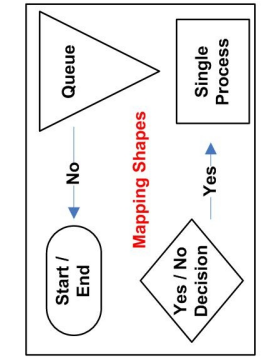 Start /
End
No
Queue
Mapping Shapes
Yes / No
Decision
Yes
Single
Process